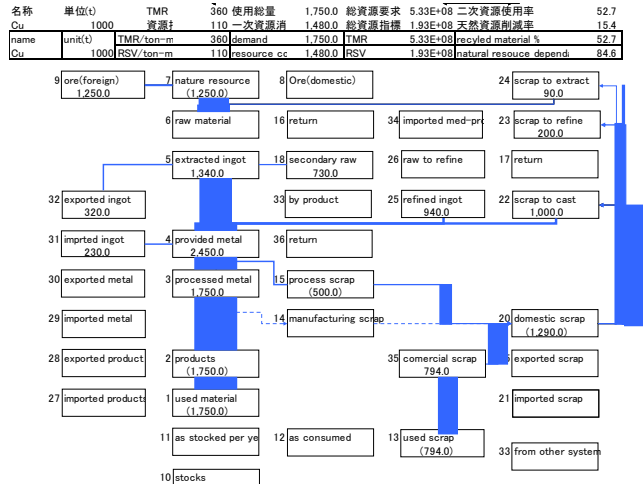 名称 単位(t) TMR 360 使用総量 1,750.0 総資源要求 5.33E+08 二次資源使用率 52.7
Cu 1000 資源 110 一次資源消 1,480.0 総資源指標 1.93E+08 天然資源削減率 15.4
name unit(t) TMR/ton-m 360 demand 1,750.0 TMR 5.33E+08 recyled material % 52.7
Cu 1000 RSV/ton-m 110 resource cc 1,480.0 RSV 1.93E+08 natural resouce depend 84.6
9 ore(foreign) 7 nature resource 8 Ore(domestic) 24 scrap to extract
1,250.0 (1,250.0) 90.0
6 raw material 16 return 34 imported med-pro 23 scrap to refine
200.0
5 extracted ingot 18 secondary raw 26 raw to refine 17 return
1,340.0 730.0
32 exported ingot 33 by product 25 refined ingot 22 scrap to cast
320.0 940.0 1,000.0
31 imprted ingot 4 provided metal 36 return
230.0 2,450.0
30 exported metal 3 processed metal 15 process scrap
1,750.0 (500.0)
29 imported metal 14 manufacturing scrap 20 domestic scrap
(1,290.0)
28 exported product 2 products 35 comercial scrap exported scrap
(1,750.0) 794.0
27 imported products 1 used material 21 imported scrap
(1,750.0)
11 as stocked per ye 12 as consumed 13 used scrap
(794.0)
33 from other system
10 stocks